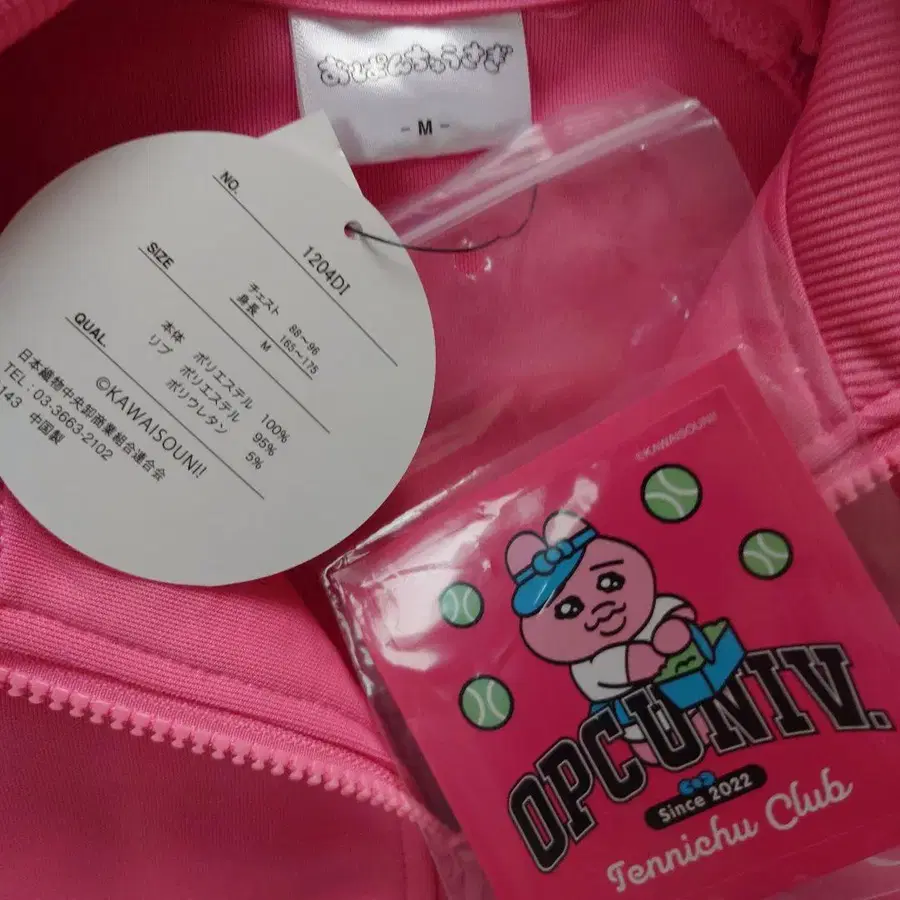 おぱんちゅうさぎ
- M -
NO.
1204DI
SIZE
チェスト 88～96
身長 165～175
M
QUAL.
本体 ポリエステル 100%
リブ ポリエステル 95%
ポリウレタン 5%
©KAWAISOUNI!!
日本織物中央卸商業組合連合会
TEL:03-3663-2102
143 中国製
©KAWAISOUNI!!
OPCUNIV.
Since 2022
Tennichu Club